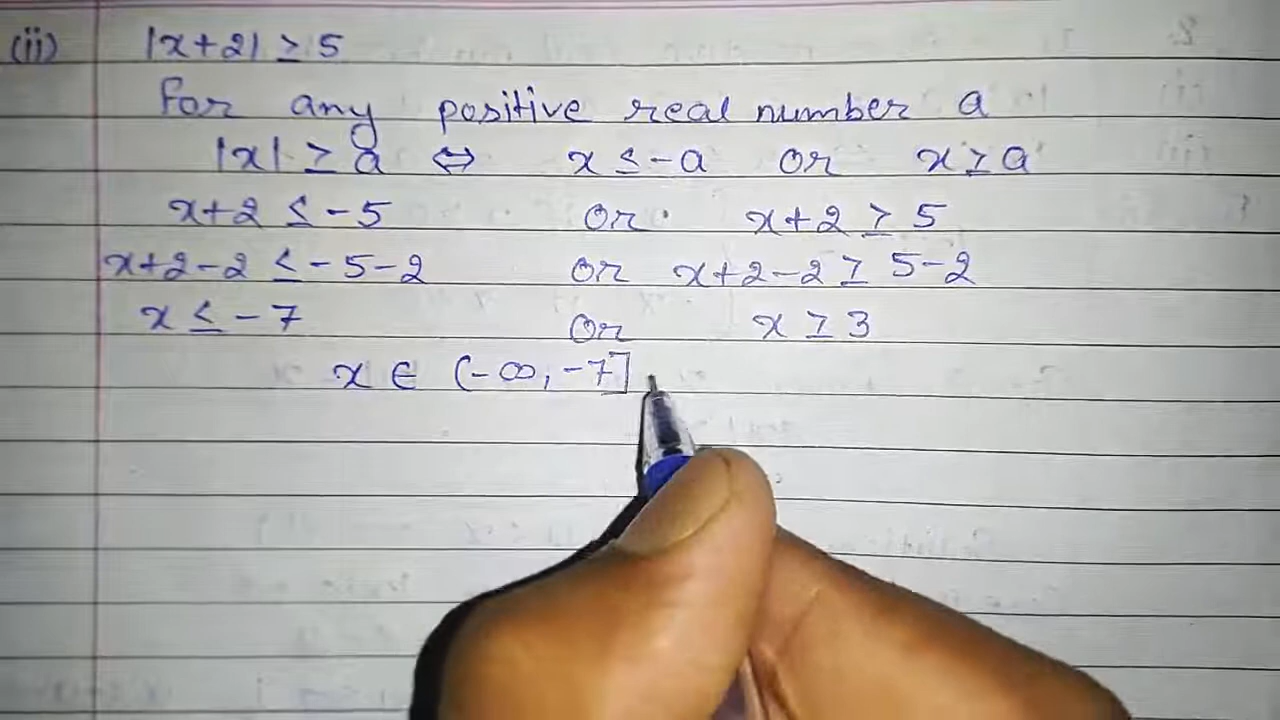 (ii) |x+2| ≥ 5
For any positive real number a
|x| ≥ a ⇔ x ≤ -a or x ≥ a
x+2 ≤ -5 or x+2 ≥ 5
x+2-2 ≤ -5-2 or x+2-2 ≥ 5-2
x ≤ -7 or x ≥ 3
x ∈ (-∞, -7]